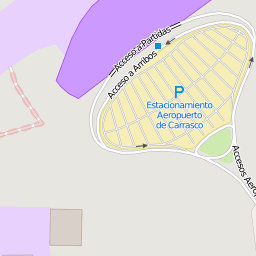 Acceso a Partidas
Acceso a Arribos
P
Estacionamiento
Aeropuerto
de Carrasco
Accesos Aero